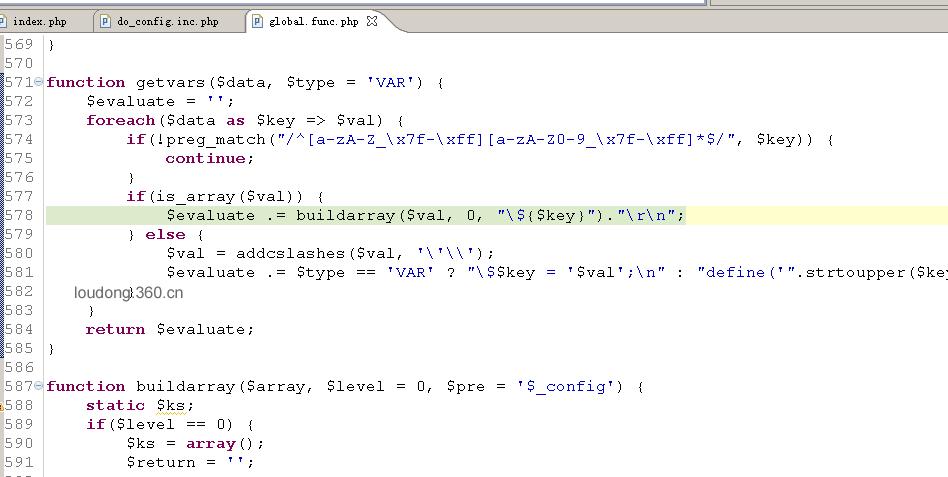 index.php do_config.inc.php global.func.php
569 }
570
571 function getvars($data, $type = 'VAR') {
572 $evaluate = '';
573 foreach($data as $key => $val) {
574 if(!preg_match("/^[a-zA-Z_\x7f-\xff][a-zA-Z0-9_\x7f-\xff]*$/", $key)) {
575 continue;
576 }
577 if(is_array($val)) {
578 $evaluate .= buildarray($val, 0, "\${$key}")."\r\n";
579 } else {
580 $val = addcslashes($val, '\'\\');
581 $evaluate .= $type == 'VAR' ? "\$$key = '$val';\n" : "define('".strtoupper($key
582 }
loudong.360.cn
583 }
584 return $evaluate;
585 }
586
587 function buildarray($array, $level = 0, $pre = '$_config') {
588 static $ks;
589 if($level == 0) {
590 $ks = array();
591 $return = '';